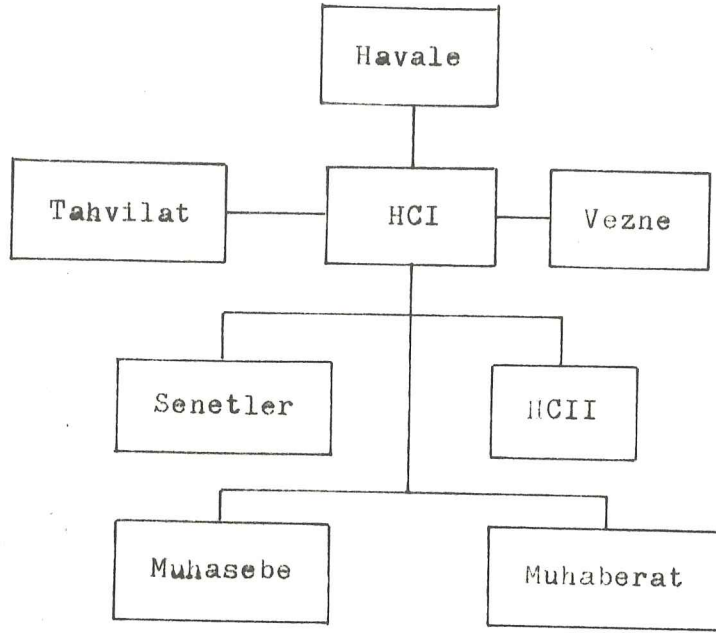 Havale
Tahvilat
HCI
Vezne
Senetler
HCII
Muhasebe
Muhaberat